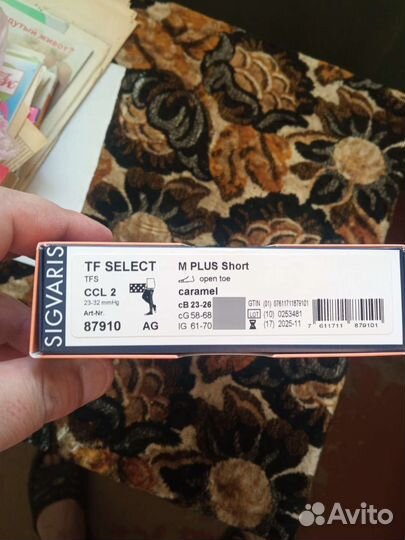 дутый живот?
SIGVARIS
TF SELECT
TFS
CCL 2
23-32 mmHg
Art-Nr.
87910 AG
M PLUS Short
open toe
caramel
cB 23-26
cG 58-68
lG 61-70
GTIN (01) 07611711879101
LOT (10) 0253481
(17) 2025-11
7 611711 879101
Avito